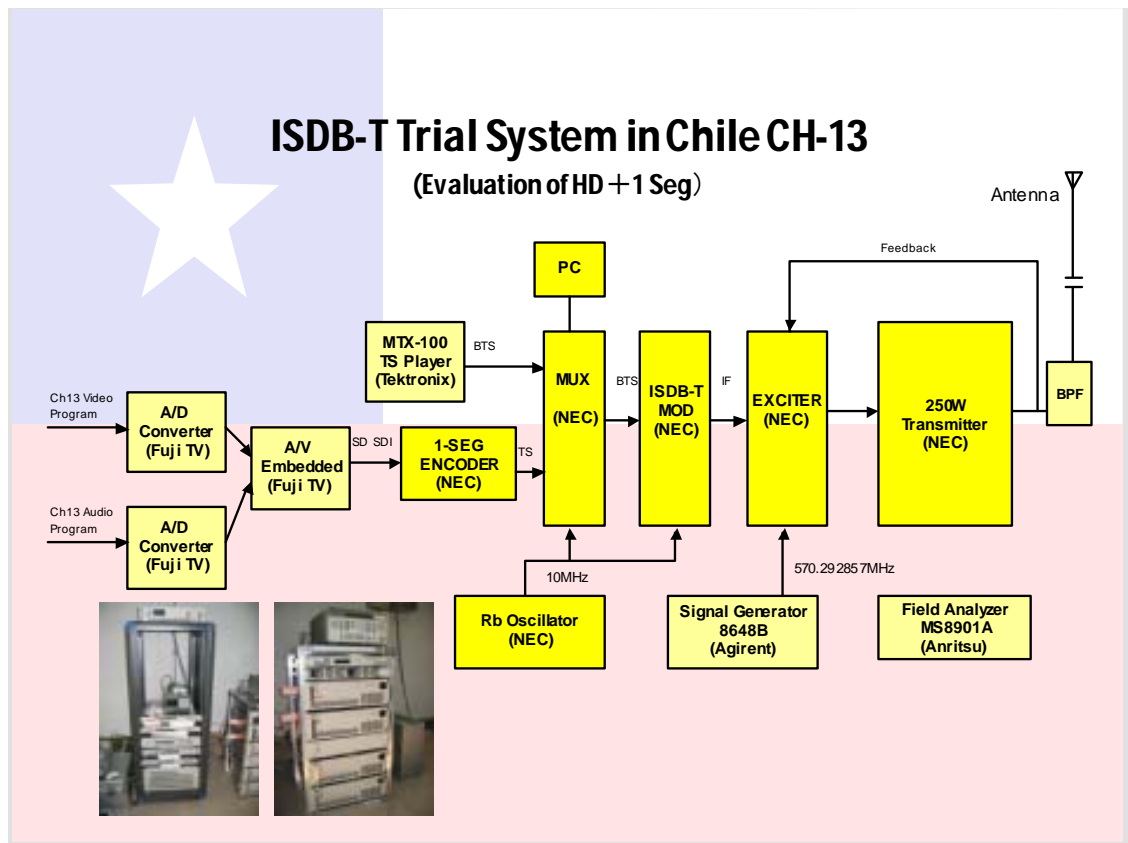 ISDB-T Trial System in Chile CH-13
(Evaluation of HD＋1 Seg）
Antenna
Feedback
PC
MTX-100
TS Player
(Tektronix)
BTS
MUX
(NEC)
BTS
ISDB-T
MOD
(NEC)
IF
EXCITER
(NEC)
250W
Transmitter
(NEC)
BPF
Ch13 Video
Program
A/D
Converter
(Fuji TV)
A/V
Embedded
(Fuji TV)
SD SDI
1-SEG
ENCODER
(NEC)
TS
Ch13 Audio
Program
A/D
Converter
(Fuji TV)
10MHz
570.292857MHz
Rb Oscillator
(NEC)
Signal Generator
8648B
(Agirent)
Field Analyzer
MS8901A
(Anritsu)